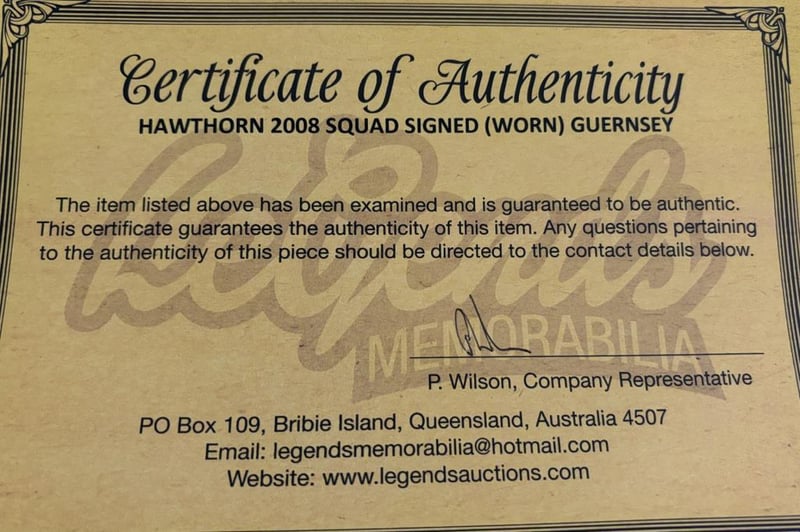 Certificate of Authenticity
HAWTHORN 2008 SQUAD SIGNED (WORN) GUERNSEY
The item listed above has been examined and is guaranteed to be authentic.
This certificate guarantees the authenticity of this item. Any questions pertaining
to the authenticity of this piece should be directed to the contact details below.
Legends
MEMORABILIA
P. Wilson, Company Representative
PO Box 109, Bribie Island, Queensland, Australia 4507
Email: legendsmemorabilia@hotmail.com
Website: www.legendsauctions.com